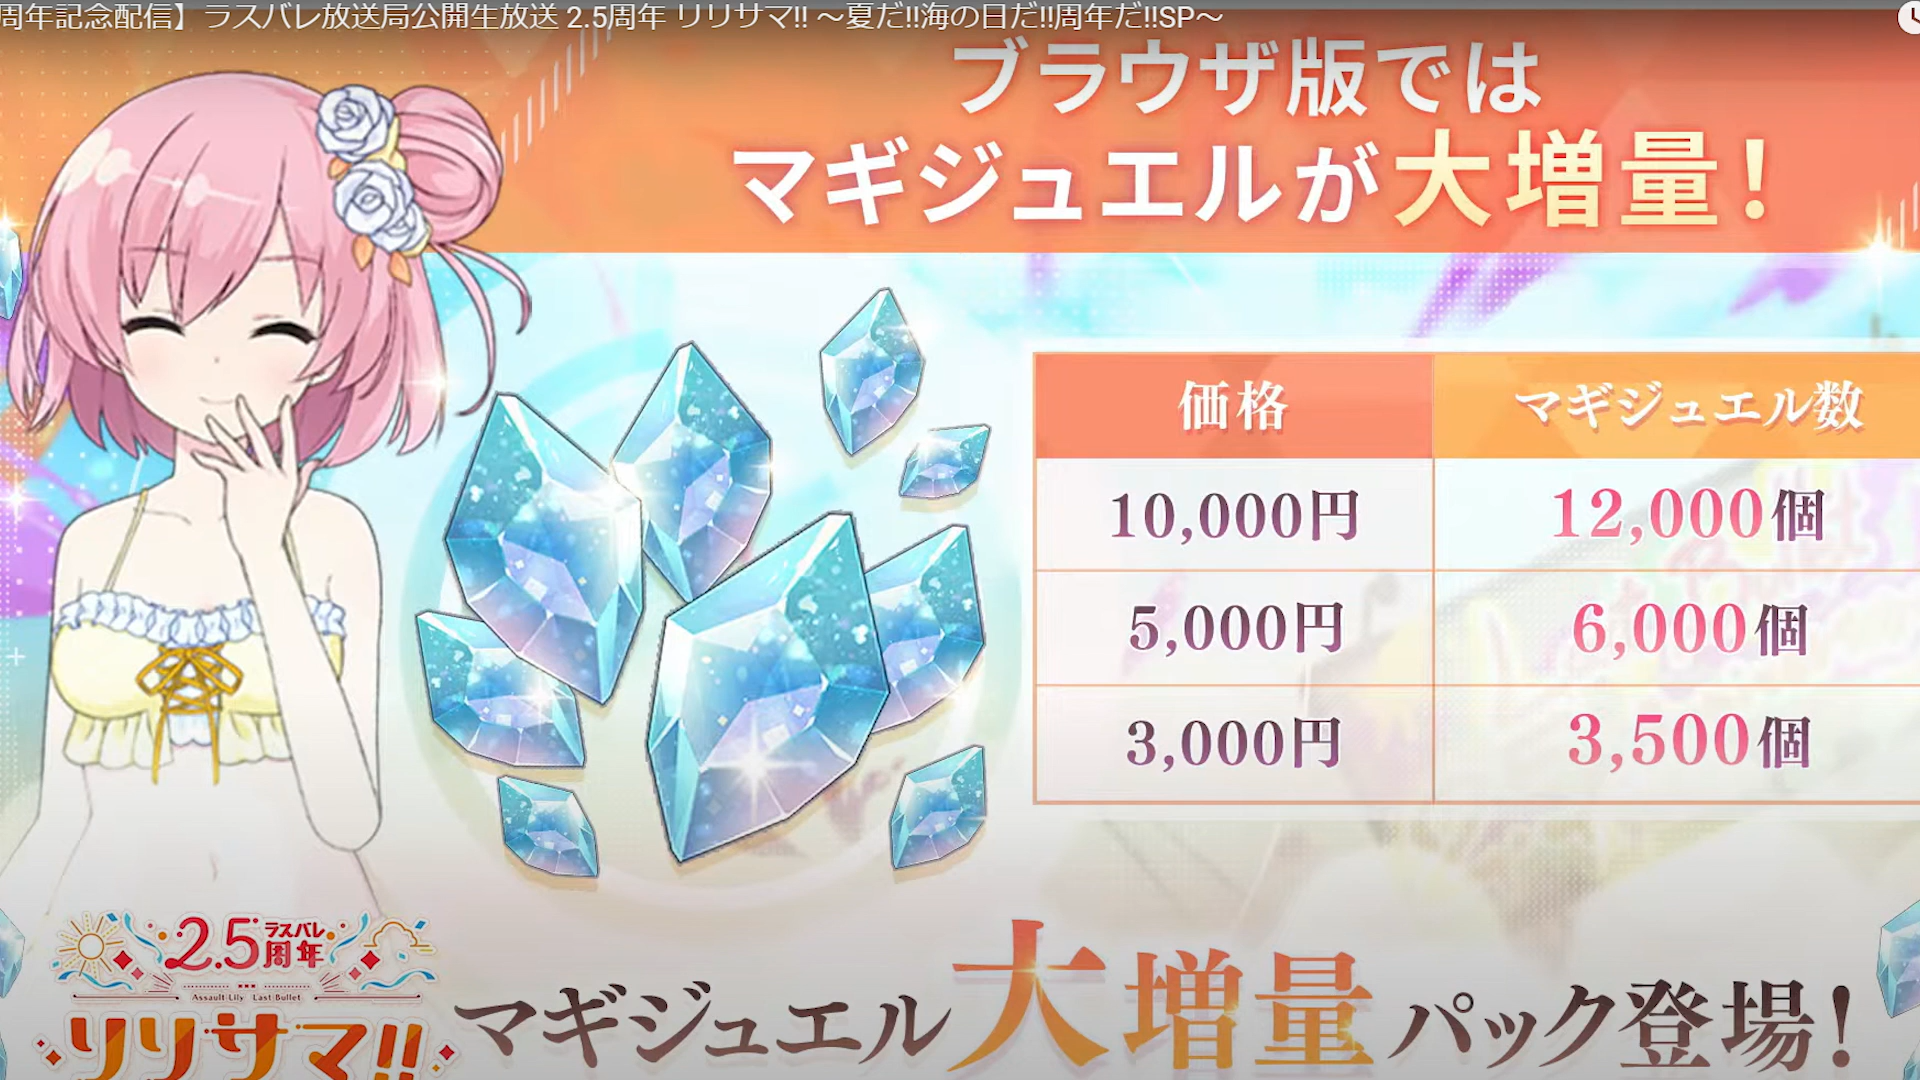 周年記念配信】ラスバレ放送局公開生放送 2.5周年 リリサマ!! ～夏だ!!海の日だ!!周年だ!!SP～
ブラウザ版では
マギジュエルが大増量！
価格 マギジュエル数
10,000円 12,000個
5,000円 6,000個
3,000円 3,500個
2.5周年
ラスバレ
Assault Lily Last Bullet
リリサマ!!
マギジュエル大増量パック登場！